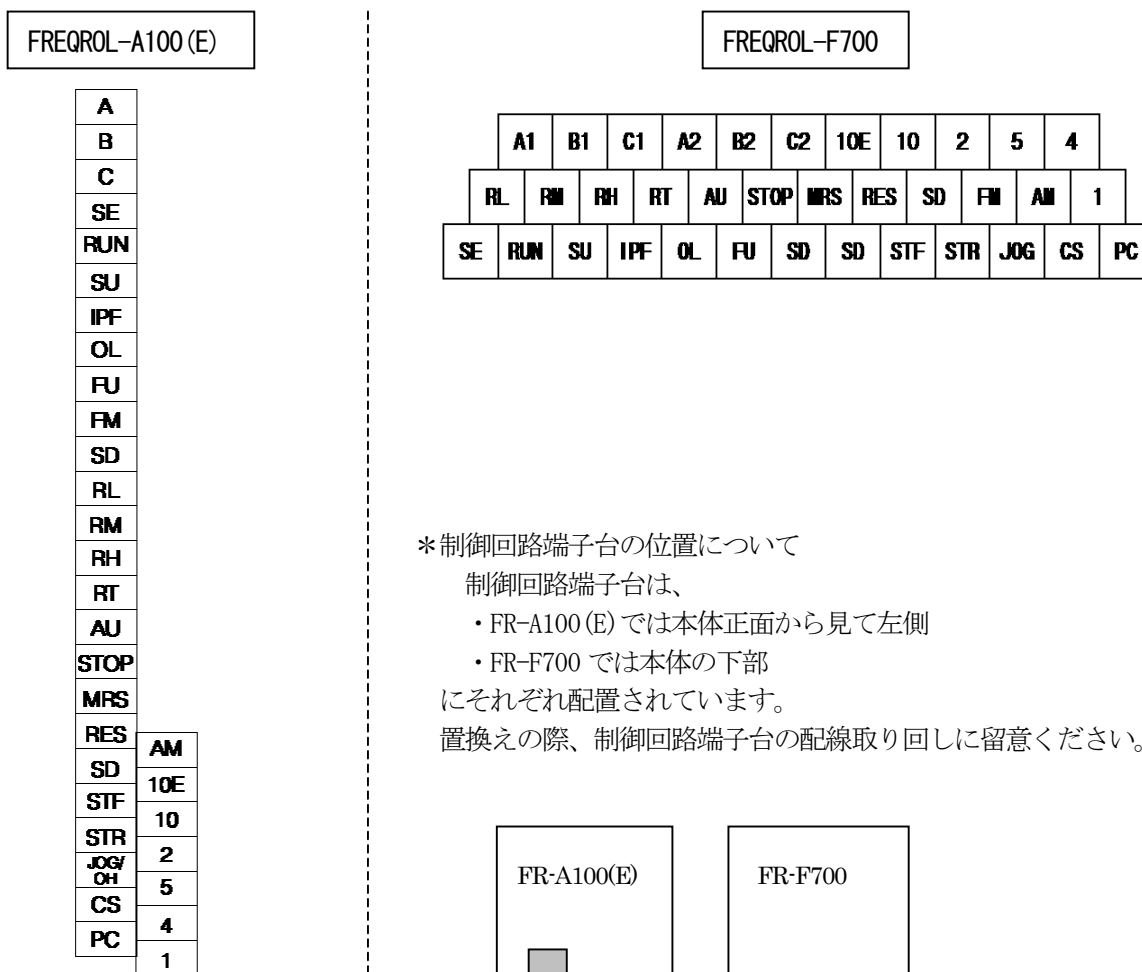 FREQROL-A100(E)
A
B
C
SE
RUN
SU
IPF
OL
FU
FM
SD
RL
RM
RH
RT
AU
STOP
MRS
RES
SD
STF
STR
JOG/
OH
CS
PC
AM
10E
10
2
5
4
1
FREQROL-F700
A1 B1 C1 A2 B2 C2 10E 10 2 5 4
RL RM RH RT AU STOP MRS RES SD FM AM 1
SE RUN SU IPF OL FU SD SD STF STR JOG CS PC
＊制御回路端子台の位置について
制御回路端子台は、
・FR-A100(E)では本体正面から見て左側
・FR-F700 では本体の下部
にそれぞれ配置されています。
置換えの際、制御回路端子台の配線取り回しに留意ください。
FR-A100(E) FR-F700